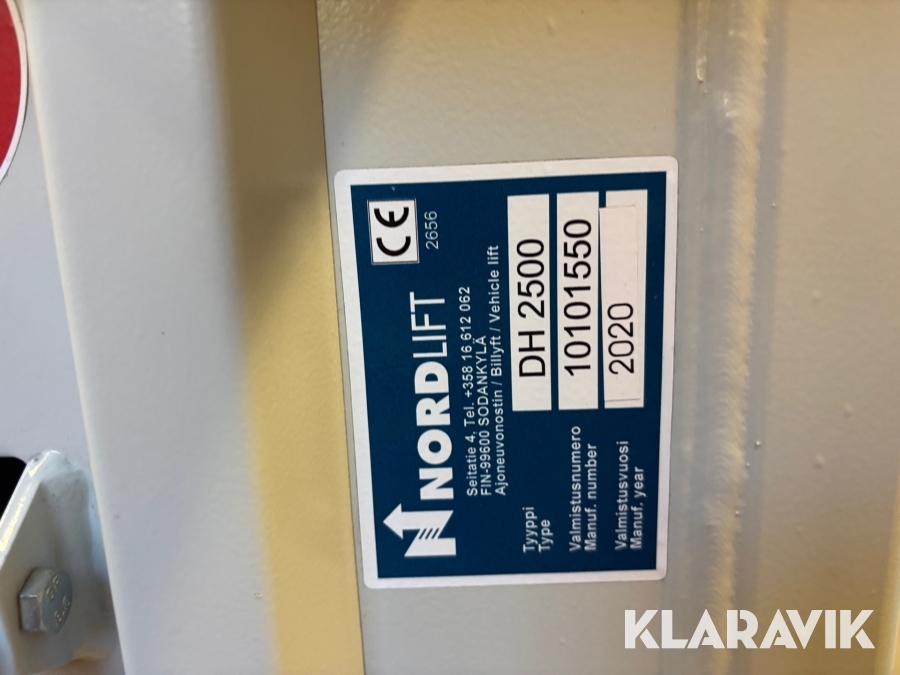 NORDLIFT
CE
2656
Seitatie 4, Tel. +358 16 612 062
FIN-99600 SODANKYLÄ
Ajoneuvonostin / Billyft / Vehicle lift
Tyyppi
Type
DH 2500
Valmistusnumero
Manuf. number
10101550
Valmistusvuosi
Manuf. year
2020
KLARAVIK